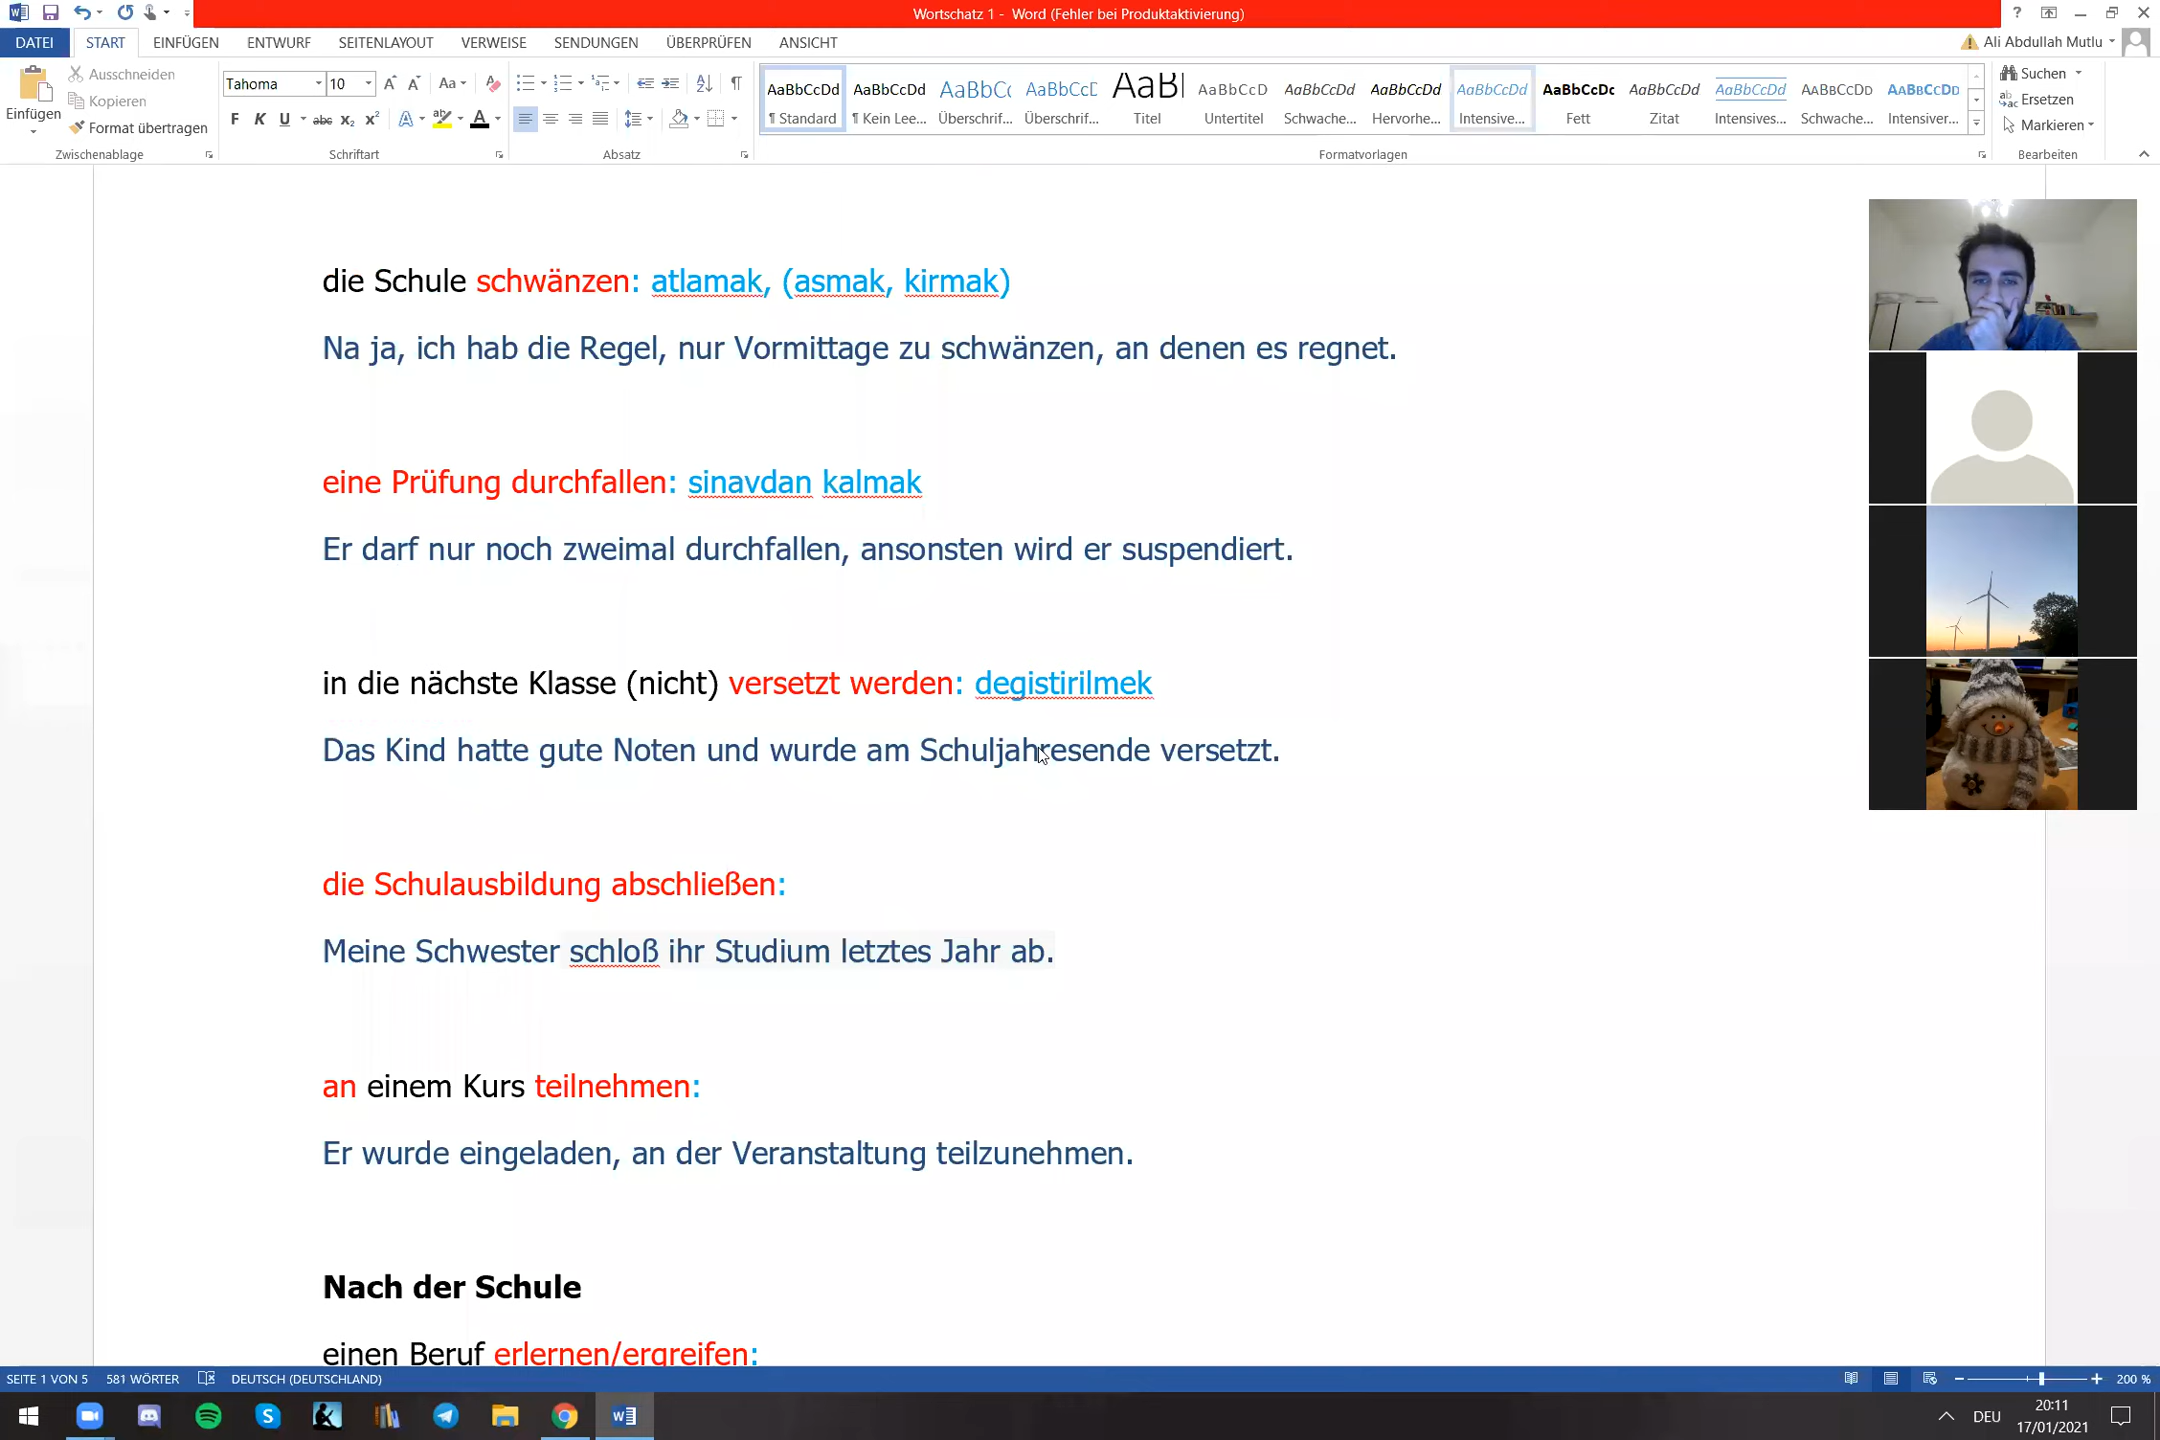 Wortschatz 1 - Word (Fehler bei Produktaktivierung)
?
DATEI START EINFÜGEN ENTWURF SEITENLAYOUT VERWEISE SENDUNGEN ÜBERPRÜFEN ANSICHT
Ali Abdullah Mutlu
Einfügen
Ausschneiden
Kopieren
Format übertragen
Zwischenablage
Tahoma 10
Aa
F K U abc x₂ x²
A A
Schriftart
Absatz
AaBbCcDd AaBbCcDd AaBbC AaBbCcD AaBl AaBbCcD AaBbCcDd AaBbCcDd AaBbCcDd AaBbCcDc AaBbCcDd AaBbCcDd AaBbCcDd AaBbCcDd
¶ Standard ¶ Kein Lee... Überschrif... Überschrif... Titel Untertitel Schwache... Hervorhe... Intensive... Fett Zitat Intensives... Schwache... Intensiver...
Formatvorlagen
Suchen
Ersetzen
Markieren
Bearbeiten
die Schule schwänzen: atlamak, (asmak, kirmak)
Na ja, ich hab die Regel, nur Vormittage zu schwänzen, an denen es regnet.
eine Prüfung durchfallen: sinavdan kalmak
Er darf nur noch zweimal durchfallen, ansonsten wird er suspendiert.
in die nächste Klasse (nicht) versetzt werden: degistirilmek
Das Kind hatte gute Noten und wurde am Schuljahresende versetzt.
die Schulausbildung abschließen:
Meine Schwester schloß ihr Studium letztes Jahr ab.
an einem Kurs teilnehmen:
Er wurde eingeladen, an der Veranstaltung teilzunehmen.
Nach der Schule
einen Beruf erlernen/ergreifen:
SEITE 1 VON 5 581 WÖRTER DEUTSCH (DEUTSCHLAND)
200 %
DEU
20:11
17/01/2021